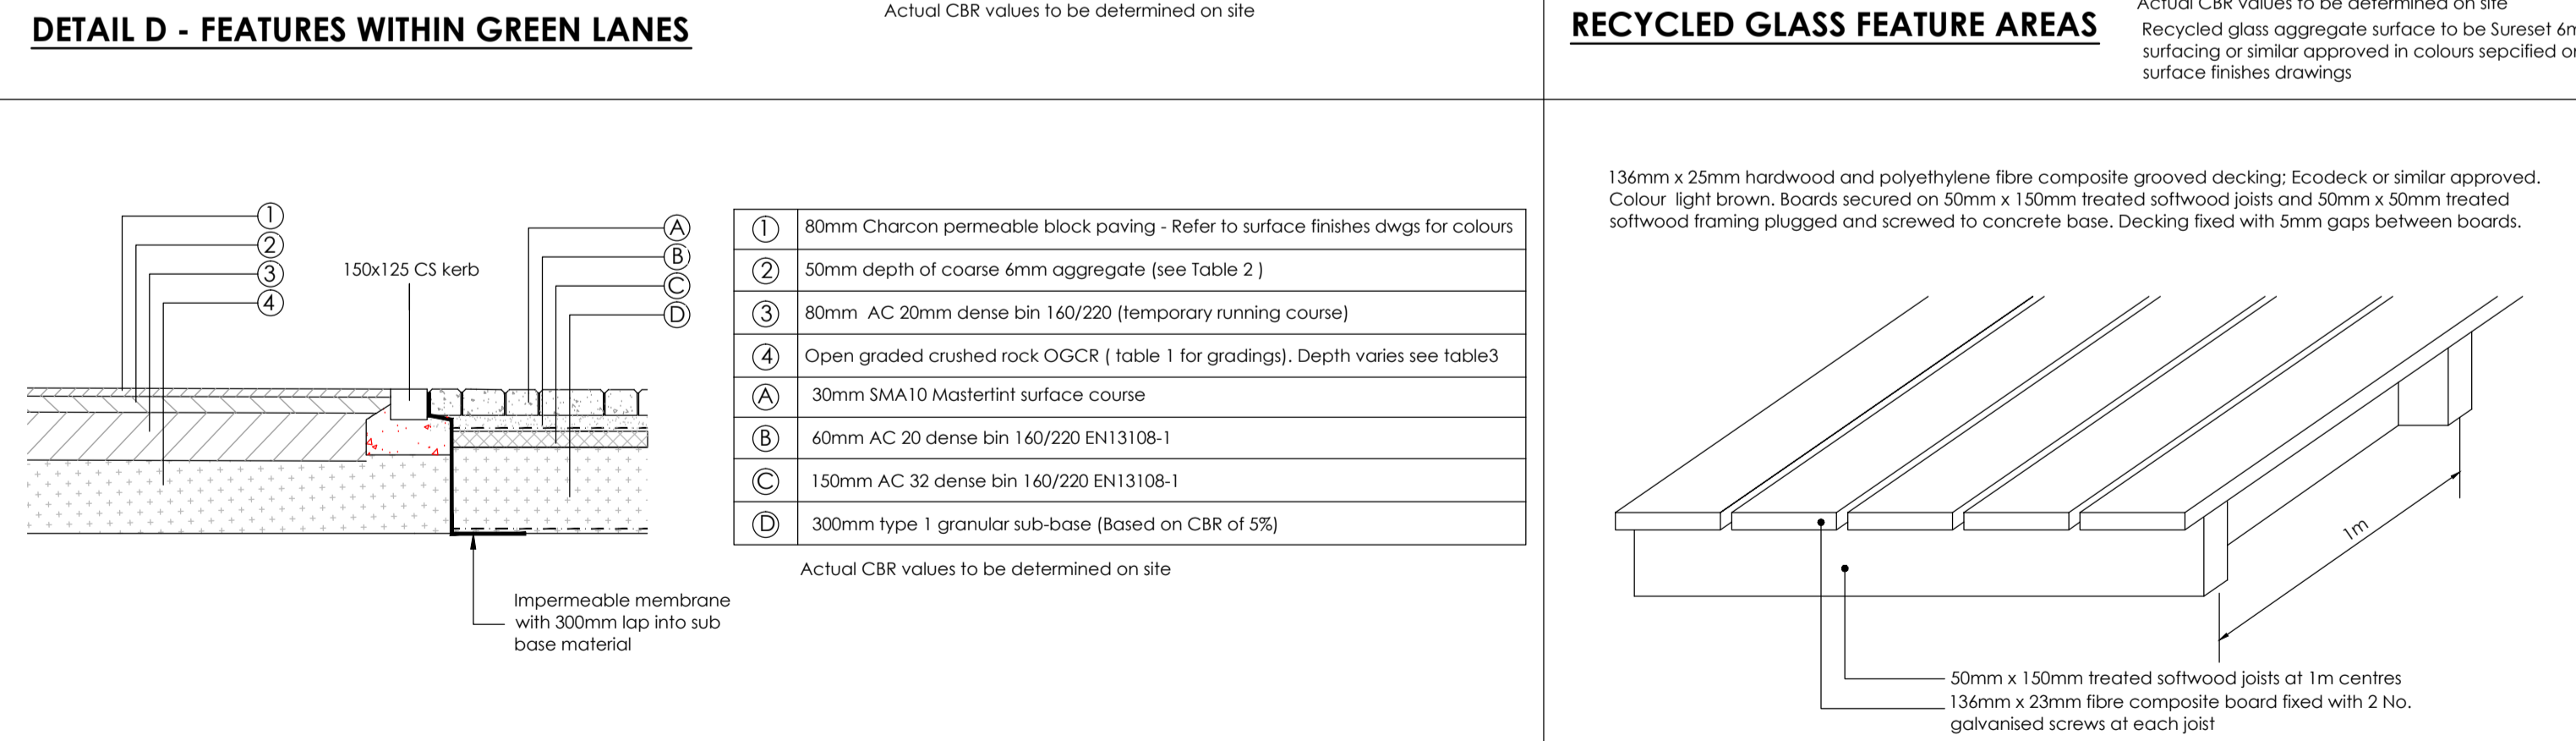 DETAIL D - FEATURES WITHIN GREEN LANES
Actual CBR values to be determined on site
RECYCLED GLASS FEATURE AREAS
Actual CBR values to be determined on site
Recycled glass aggregate surface to be Sureset
surfacing or similar approved in colours sepcified
surface finishes drawings
1
2
3
4
150x125 CS kerb
A
B
C
D
Impermeable membrane
with 300mm lap into sub
base material
1 80mm Charcon permeable block paving - Refer to surface finishes dwgs for colours
2 50mm depth of coarse 6mm aggregate (see Table 2 )
3 80mm AC 20mm dense bin 160/220 (temporary running course)
4 Open graded crushed rock OGCR ( table 1 for gradings). Depth varies see table3
A 30mm SMA10 Mastertint surface course
B 60mm AC 20 dense bin 160/220 EN13108-1
C 150mm AC 32 dense bin 160/220 EN13108-1
D 300mm type 1 granular sub-base (Based on CBR of 5%)
Actual CBR values to be determined on site
136mm x 25mm hardwood and polyethylene fibre composite grooved decking; Ecodeck or similar approved.
Colour light brown. Boards secured on 50mm x 150mm treated softwood joists and 50mm x 50mm treated
softwood framing plugged and screwed to concrete base. Decking fixed with 5mm gaps between boards.
1m
50mm x 150mm treated softwood joists at 1m centres
136mm x 23mm fibre composite board fixed with 2 No.
galvanised screws at each joist